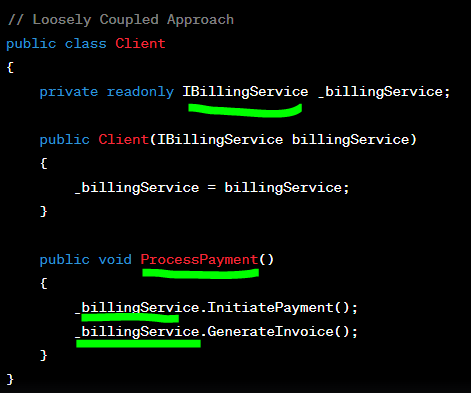 // Loosely Coupled Approach
public class Client
{
private readonly IBillingService _billingService;
public Client(IBillingService billingService)
{
_billingService = billingService;
}
public void ProcessPayment()
{
_billingService.InitiatePayment();
_billingService.GenerateInvoice();
}
}